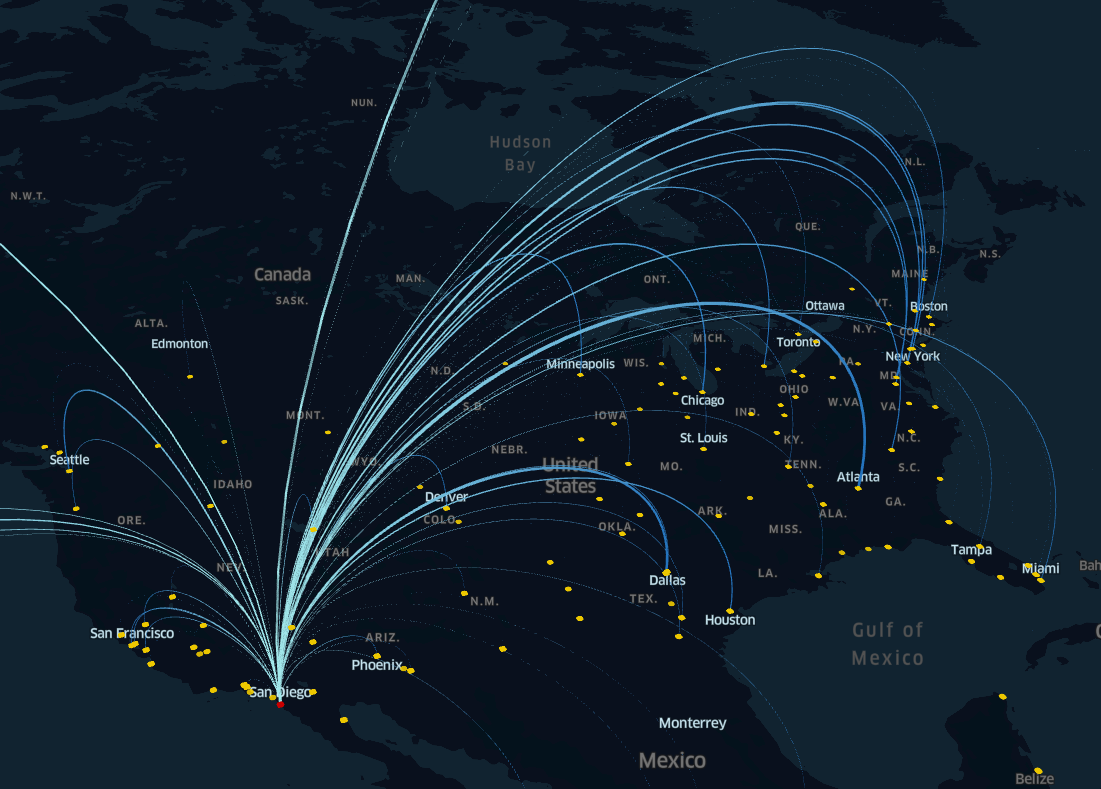 NUN.
Hudson
Bay
N.L.
N.W.T.
QUE.
N.B.
N.S.
Canada
MAN.
ONT.
MAINE
SASK.
Ottawa
VT.
Boston
ALTA.
Edmonton
N.Y.
CONN.
MICH.
Toronto
New York
Minneapolis
WIS.
PA.
N.D.
MD.
OHIO
Chicago
W.VA.
VA.
S.D.
MONT.
IOWA
IND.
St. Louis
KY.
N.C.
NEBR.
Seattle
WYO.
United
States
MO.
TENN.
S.C.
Atlanta
IDAHO
Denver
GA.
ORE.
COLO.
OKLA.
ARK.
MISS.
ALA.
UTAH
Tampa
NEV.
LA.
Miami
Bah
Dallas
N.M.
TEX.
Houston
San Francisco
ARIZ.
Gulf of
Mexico
Phoenix
San Diego
Monterrey
Mexico
Belize